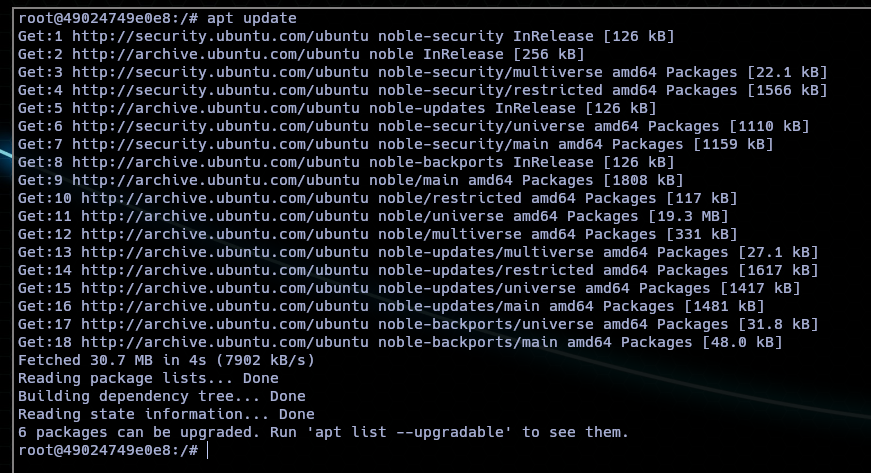 root@49024749e0e8:/# apt update
Get:1 http://security.ubuntu.com/ubuntu noble-security InRelease [126 kB]
Get:2 http://archive.ubuntu.com/ubuntu noble InRelease [256 kB]
Get:3 http://security.ubuntu.com/ubuntu noble-security/multiverse amd64 Packages [22.1 kB]
Get:4 http://security.ubuntu.com/ubuntu noble-security/restricted amd64 Packages [1566 kB]
Get:5 http://archive.ubuntu.com/ubuntu noble-updates InRelease [126 kB]
Get:6 http://security.ubuntu.com/ubuntu noble-security/universe amd64 Packages [1110 kB]
Get:7 http://security.ubuntu.com/ubuntu noble-security/main amd64 Packages [1159 kB]
Get:8 http://archive.ubuntu.com/ubuntu noble-backports InRelease [126 kB]
Get:9 http://archive.ubuntu.com/ubuntu noble/main amd64 Packages [1808 kB]
Get:10 http://archive.ubuntu.com/ubuntu noble/restricted amd64 Packages [117 kB]
Get:11 http://archive.ubuntu.com/ubuntu noble/universe amd64 Packages [19.3 MB]
Get:12 http://archive.ubuntu.com/ubuntu noble/multiverse amd64 Packages [331 kB]
Get:13 http://archive.ubuntu.com/ubuntu noble-updates/multiverse amd64 Packages [27.1 kB]
Get:14 http://archive.ubuntu.com/ubuntu noble-updates/restricted amd64 Packages [1617 kB]
Get:15 http://archive.ubuntu.com/ubuntu noble-updates/universe amd64 Packages [1417 kB]
Get:16 http://archive.ubuntu.com/ubuntu noble-updates/main amd64 Packages [1481 kB]
Get:17 http://archive.ubuntu.com/ubuntu noble-backports/universe amd64 Packages [31.8 kB]
Get:18 http://archive.ubuntu.com/ubuntu noble-backports/main amd64 Packages [48.0 kB]
Fetched 30.7 MB in 4s (7902 kB/s)
Reading package lists... Done
Building dependency tree... Done
Reading state information... Done
6 packages can be upgraded. Run 'apt list --upgradable' to see them.
root@49024749e0e8:/#